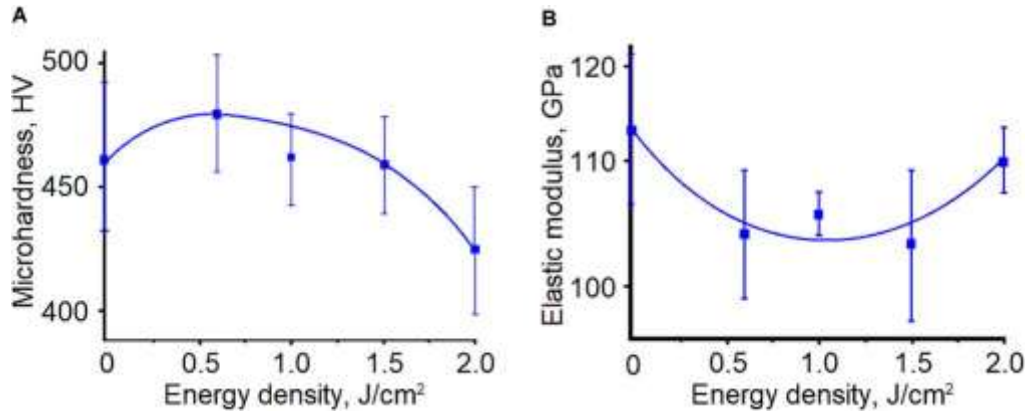 A
Microhardness, HV
500
450
400
0
0.5
1.0
1.5
2.0
Energy density, J/cm²
B
Elastic modulus, GPa
120
110
100
0
0.5
1.0
1.5
2.0
Energy density, J/cm²